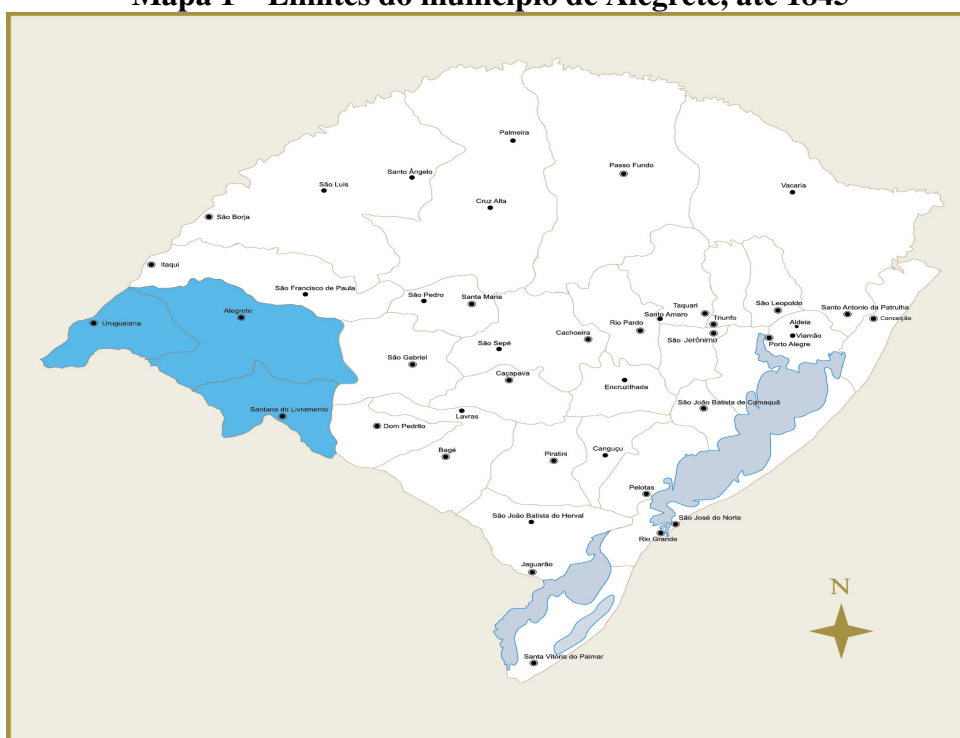 Mapa 1 – Limites do município de Alegrete, até 1845
Palmeira
Passo Fundo
Santo Ângelo
São Luis
Vacaria
Cruz Alta
São Borja
Itaqui
São Francisco de Paula
São Pedro
Santa Maria
Uruguaiana
Alegrete
Taquari
São Leopoldo
Santo Antonio da Patrulha
Santo Amaro
Triunfo
Aldeia
Conceição
Rio Pardo
Cachoeira
São Jerônimo
Viamão
Porto Alegre
São Sepé
São Gabriel
Caçapava
Encruzilhada
Santana do Livramento
Lavras
São João Batista de Camaquã
Dom Pedrito
Bagé
Piratini
Canguçu
Pelotas
São João Batista do Herval
São José do Norte
Rio Grande
Jaguarão
N
Santa Vitória do Palmar